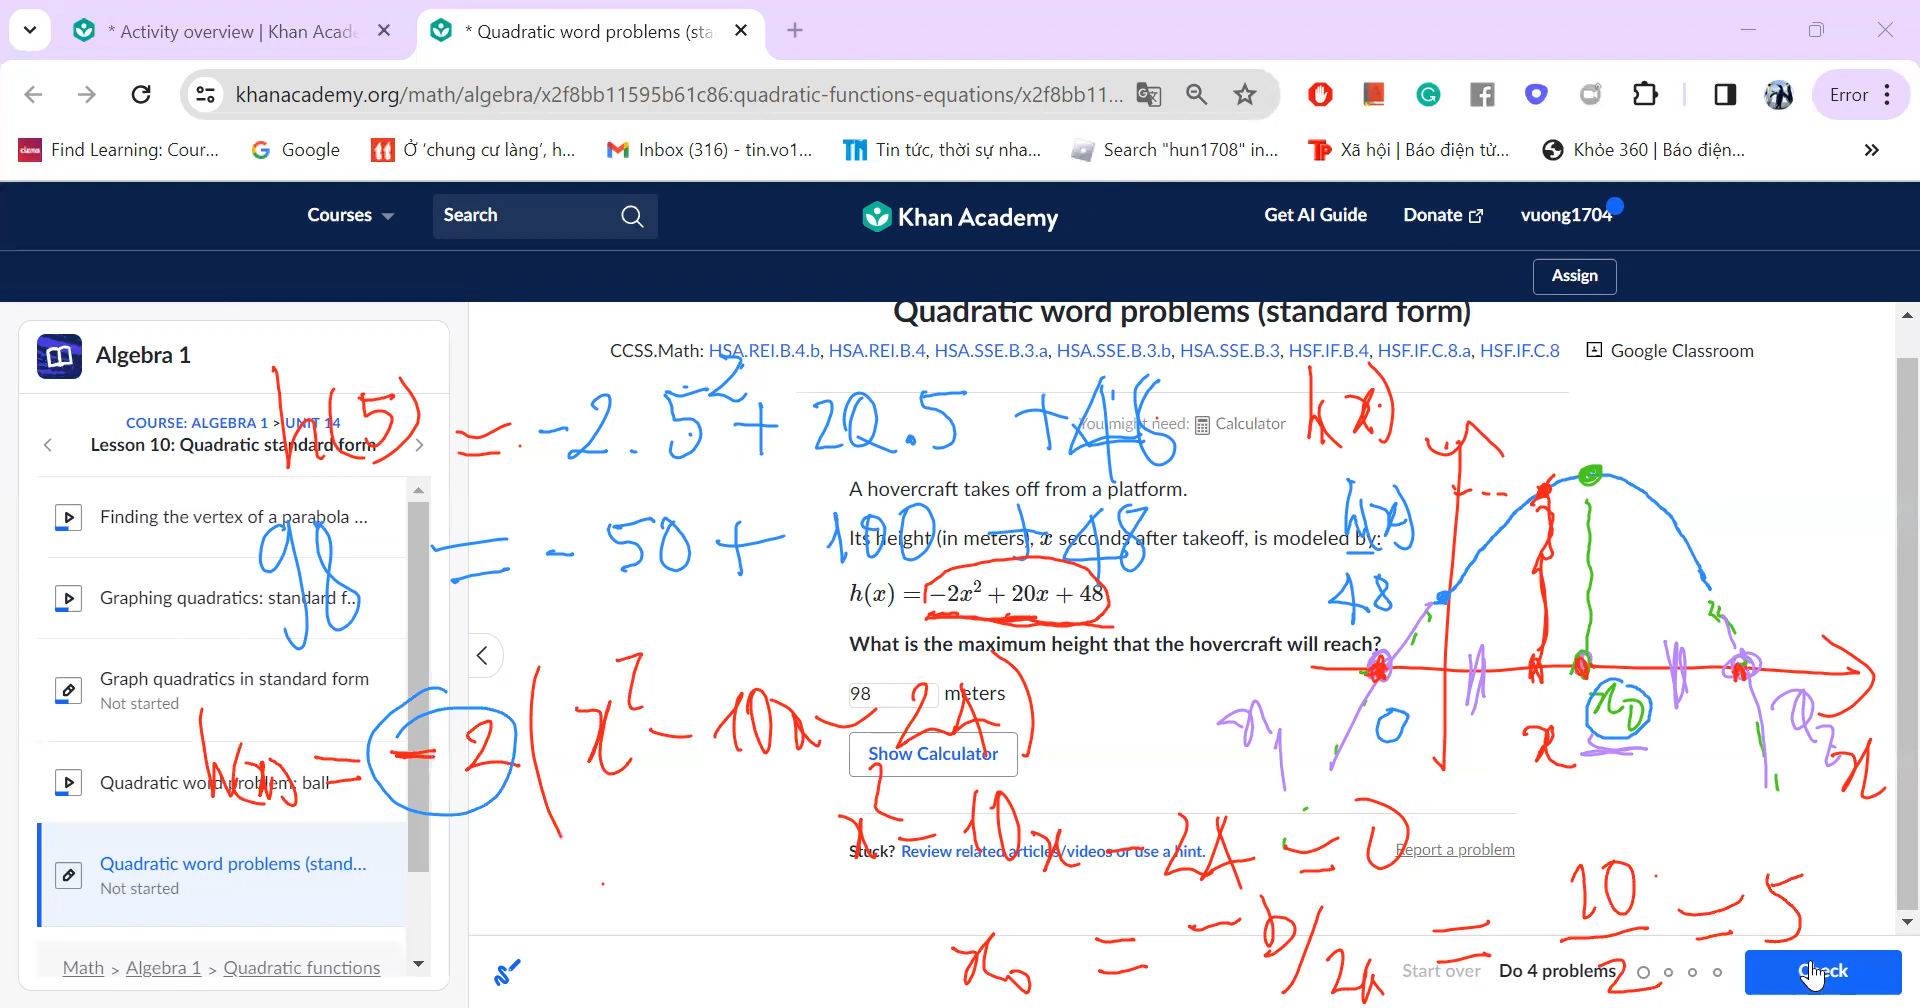 * Activity overview | Khan Acade
* Quadratic word problems (sta
khanacademy.org/math/algebra/x2f8bb11595b61c86:quadratic-functions-equations/x2f8bb11...
Error
Find Learning: Cour...
Google
Ở ‘chung cư làng’, h...
Inbox (316) - tin.vo1...
Tin tức, thời sự nha...
Search "hun1708" in...
Xã hội | Báo điện tử...
Khỏe 360 | Báo điện...
Courses
Search
Khan Academy
Get AI Guide
Donate
vuong1704
Assign
Algebra 1
COURSE: ALGEBRA 1 > UNIT 14
Lesson 10: Quadratic standard form
Finding the vertex of a parabola ...
Graphing quadratics: standard f...
Graph quadratics in standard form
Not started
Quadratic word problem: ball
Quadratic word problems (stand...
Not started
Math > Algebra 1 > Quadratic functions
Quadratic word problems (standard form)
CCSS.Math: HSA.REI.B.4.b, HSA.REI.B.4, HSA.SSE.B.3.a, HSA.SSE.B.3.b, HSA.SSE.B.3, HSF.IF.B.4, HSF.IF.C.8.a, HSF.IF.C.8
Google Classroom
You might need: Calculator
h(5) = -2.5² + 20.5 + 48
h(x)
y
A hovercraft takes off from a platform.
Its height (in meters), x seconds after takeoff, is modeled by:
98 = -50 + 100 + 48
h(x)
48
h(x) = −2x² + 20x + 48
What is the maximum height that the hovercraft will reach?
98 meters
h(x) = -2(x² - 10x - 24)
0
x
x₀
x₁
x₂
x
Show Calculator
x² - 10x - 24 = 0
Stuck? Review related articles/videos or use a hint.
Report a problem
x₀ = -b/2a = 10/2 = 5
Start over
Do 4 problems
Check